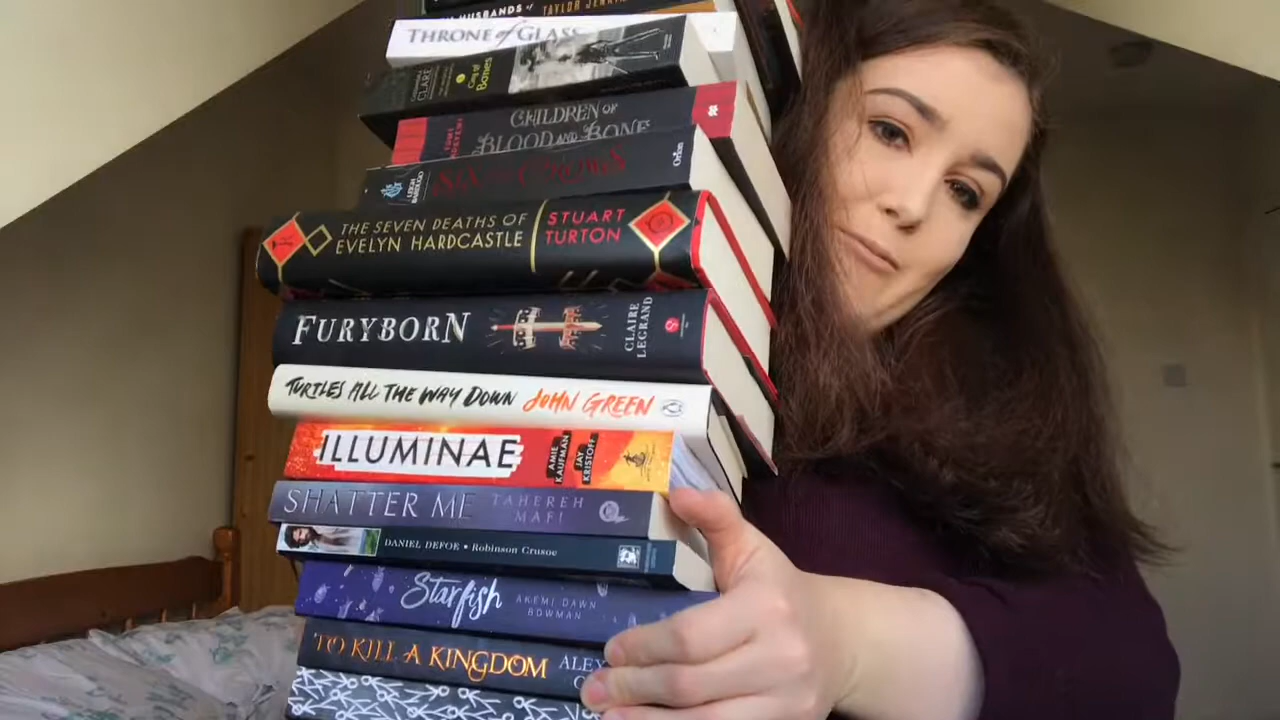 HUSBANDS of TAYLOR JENKI
THRONE of GLASS
CLARE City of Bones
CHILDREN OF
BLOOD AND BONE
SIX of CROWS
LEIGH
BARDUGO
Orion
THE SEVEN DEATHS OF
EVELYN HARDCASTLE
STUART
TURTON
FURYBORN
CLAIRE
LEGRAND
TURTLES ALL THE WAY DOWN JOHN GREEN
ILLUMINAE
AMIE
KAUFMAN
JAY
KRISTOFF
SHATTER ME
TAHEREH
MAFI
DANIEL DEFOE • Robinson Crusoe
Starfish
AKEMI DAWN
BOWMAN
TO KILL A KINGDOM
ALEX